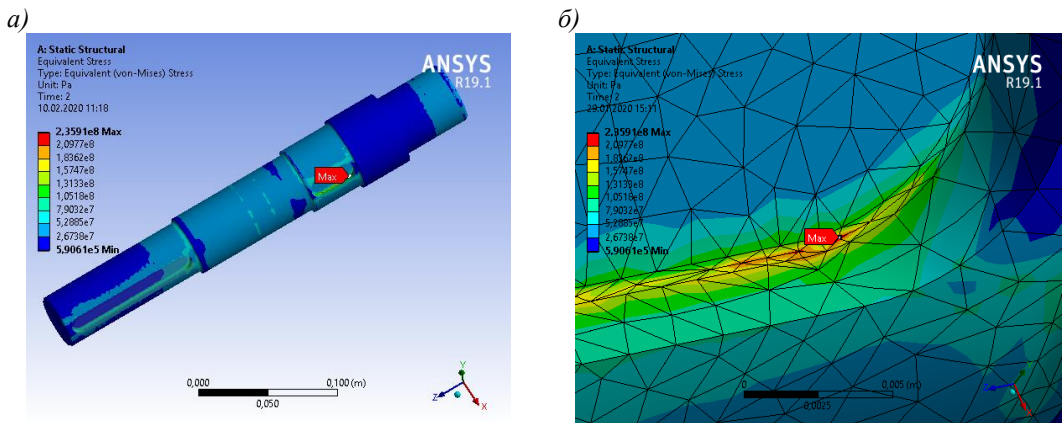 а)
A: Static Structural
Equivalent Stress
Type: Equivalent (von-Mises) Stress
Unit: Pa
Time: 2
10.02.2020 11:18
2,3591e8 Max
2,0977e8
1,8362e8
1,5747e8
1,3133e8
1,0518e8
7,9032e7
5,2885e7
2,6738e7
5,9061e5 Min
ANSYS
R19.1
Max
0,000
0,100 (m)
0,050
Y
Z
X
б)
A: Static Structural
Equivalent Stress
Type: Equivalent (von-Mises) Stress
Unit: Pa
Time: 2
15:11
2,3591e8 Max
2,0977e8
1,8362e8
1,5747e8
1,3133e8
1,0518e8
7,9032e7
5,2885e7
2,6738e7
5,9061e5 Min
ANSYS
R19.1
Max
0
0,005 (m)
0,0025
Z
X